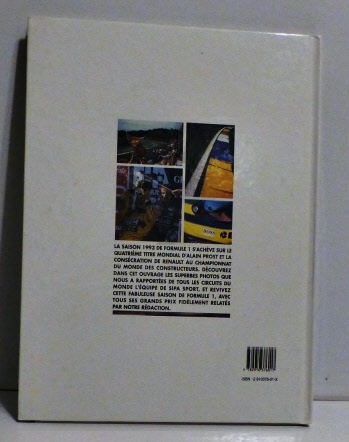 LA SAISON 1993 DE FORMULE 1 S'ACHÈVE SUR LE
QUATRIÈME TITRE MONDIAL D'ALAIN PROST ET LA
CONSÉCRATION DE RENAULT AU CHAMPIONNAT
DU MONDE DES CONSTRUCTEURS. DÉCOUVREZ
DANS CET OUVRAGE LES SUPERBES PHOTOS QUE
NOUS A RAPPORTÉES DE TOUS LES CIRCUITS DU
MONDE L'ÉQUIPE DE SIPA SPORT, ET REVIVEZ
CETTE FABULEUSE SAISON DE FORMULE 1, AVEC
TOUS SES GRANDS PRIX FIDÈLEMENT RELATÉS
PAR NOTRE RÉDACTION.
ISBN